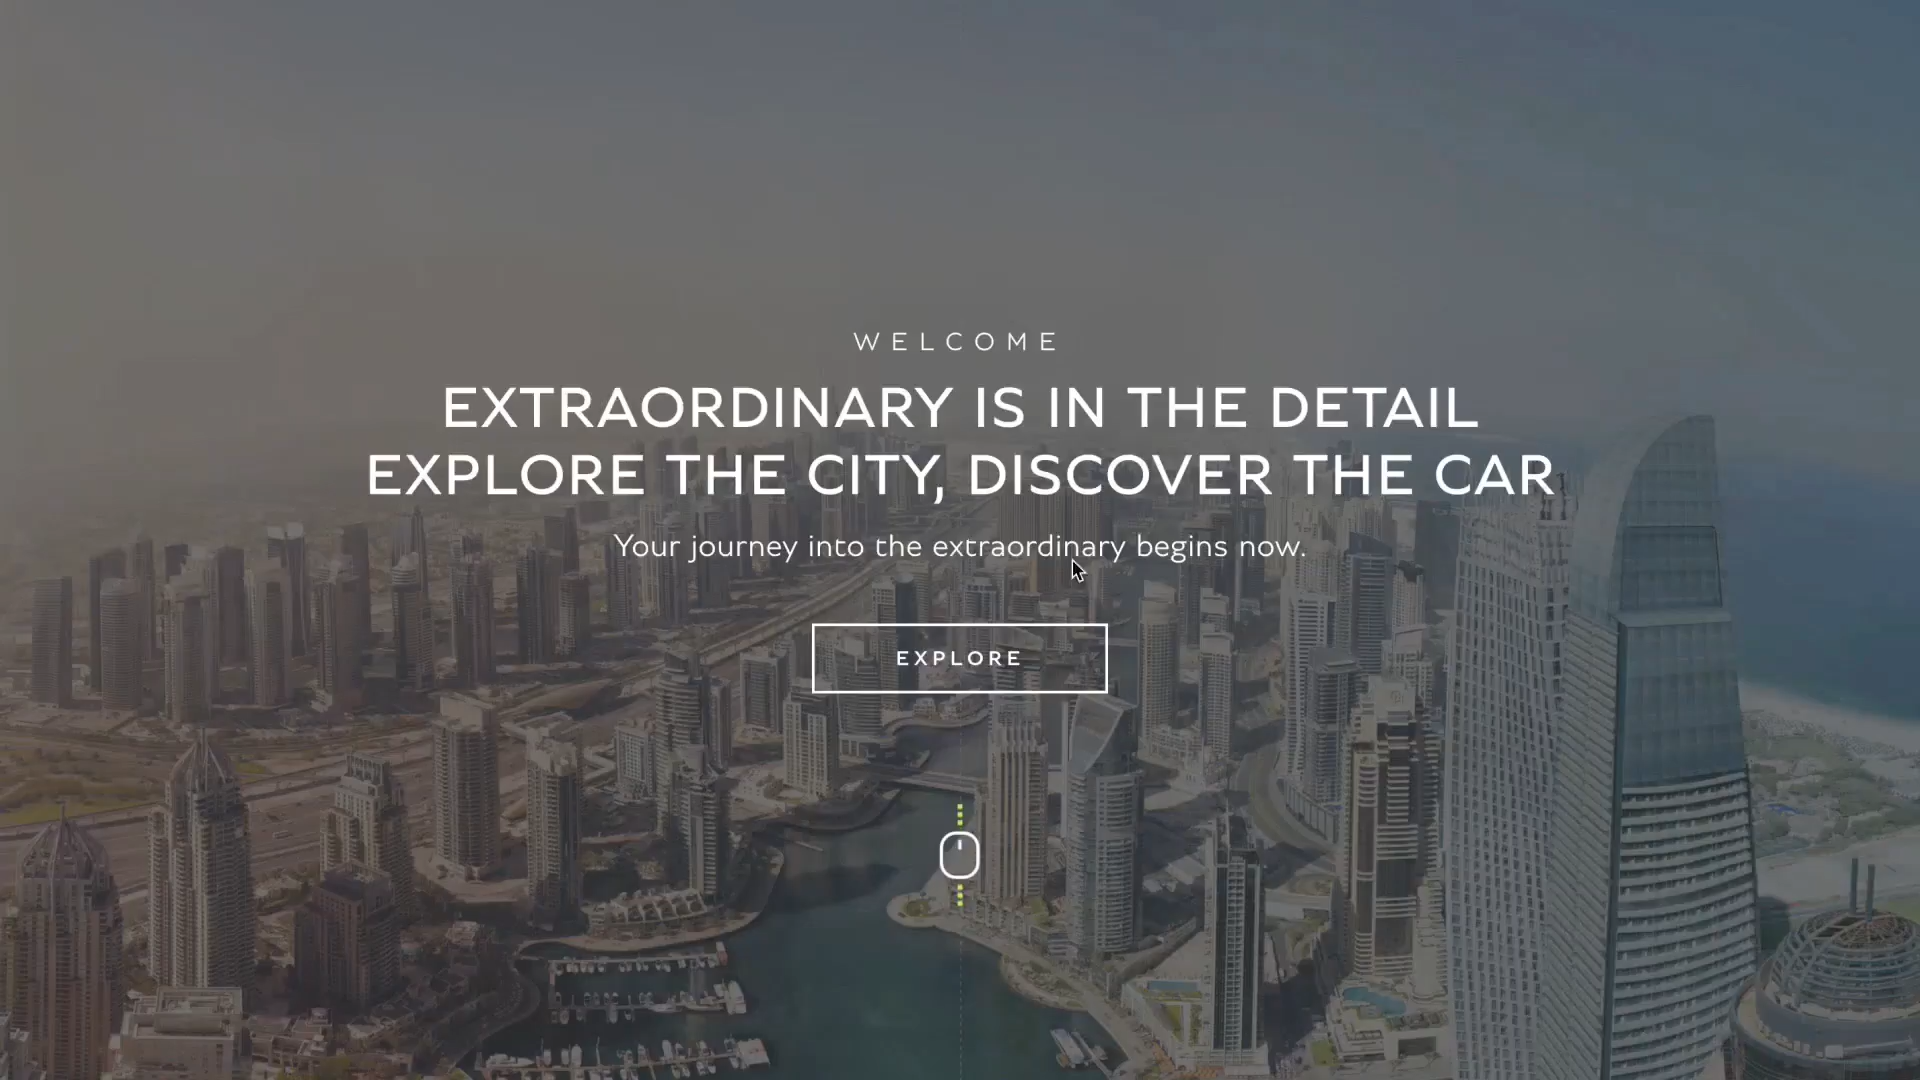 WELCOME
EXTRAORDINARY IS IN THE DETAIL
EXPLORE THE CITY, DISCOVER THE CAR
Your journey into the extraordinary begins now.
EXPLORE